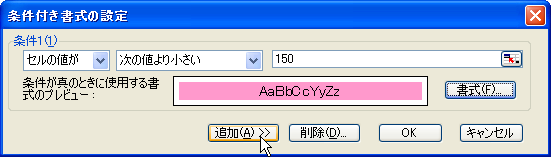 条件付き書式の設定
条件1(1)
セルの値が 次の値より小さい 150
条件が真のときに使用する書
式のプレビュー：
AaBbCcYyZz
書式(F)...
追加(A) >> 削除(D)... OK キャンセル